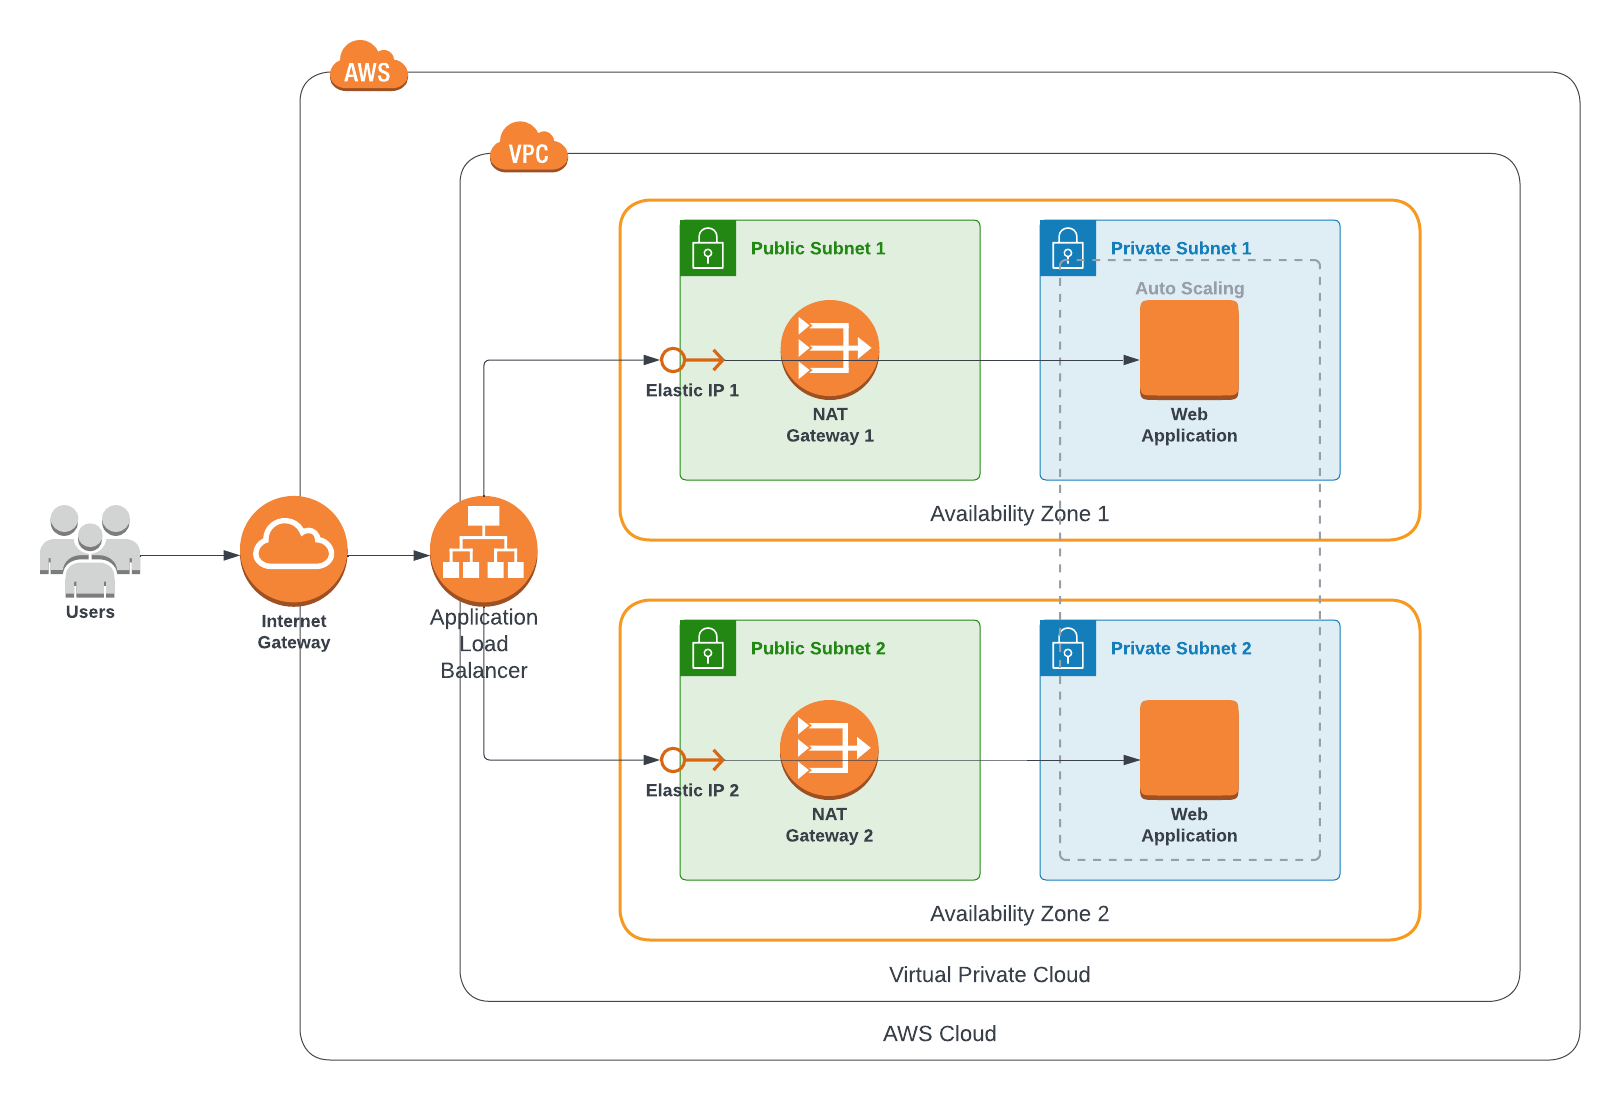 AWS
VPC
Public Subnet 1
Private Subnet 1
Auto Scaling
Elastic IP 1
NAT
Gateway 1
Web
Application
Availability Zone 1
Users
Internet
Gateway
Application
Load
Balancer
Public Subnet 2
Private Subnet 2
Elastic IP 2
NAT
Gateway 2
Web
Application
Availability Zone 2
Virtual Private Cloud
AWS Cloud